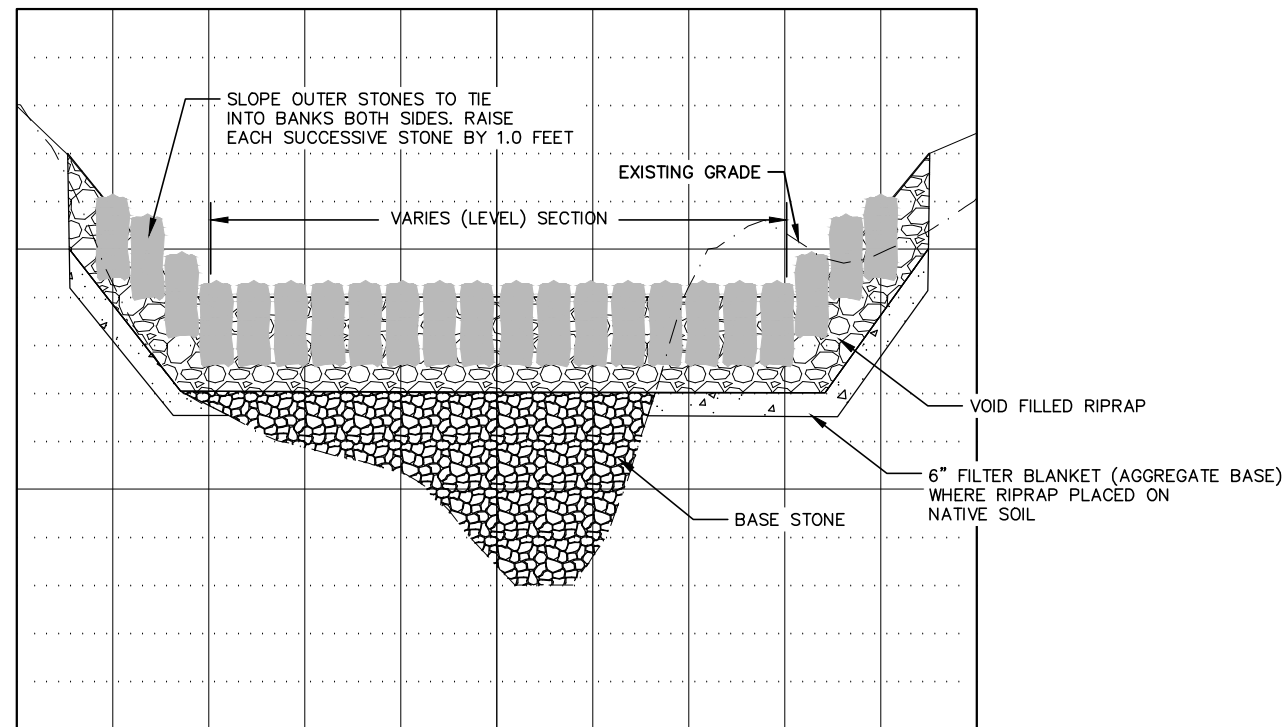 SLOPE OUTER STONES TO TIE
INTO BANKS BOTH SIDES. RAISE
EACH SUCCESSIVE STONE BY 1.0 FEET
EXISTING GRADE
VARIES (LEVEL) SECTION
VOID FILLED RIPRAP
6" FILTER BLANKET (AGGREGATE BASE)
WHERE RIPRAP PLACED ON
NATIVE SOIL
BASE STONE